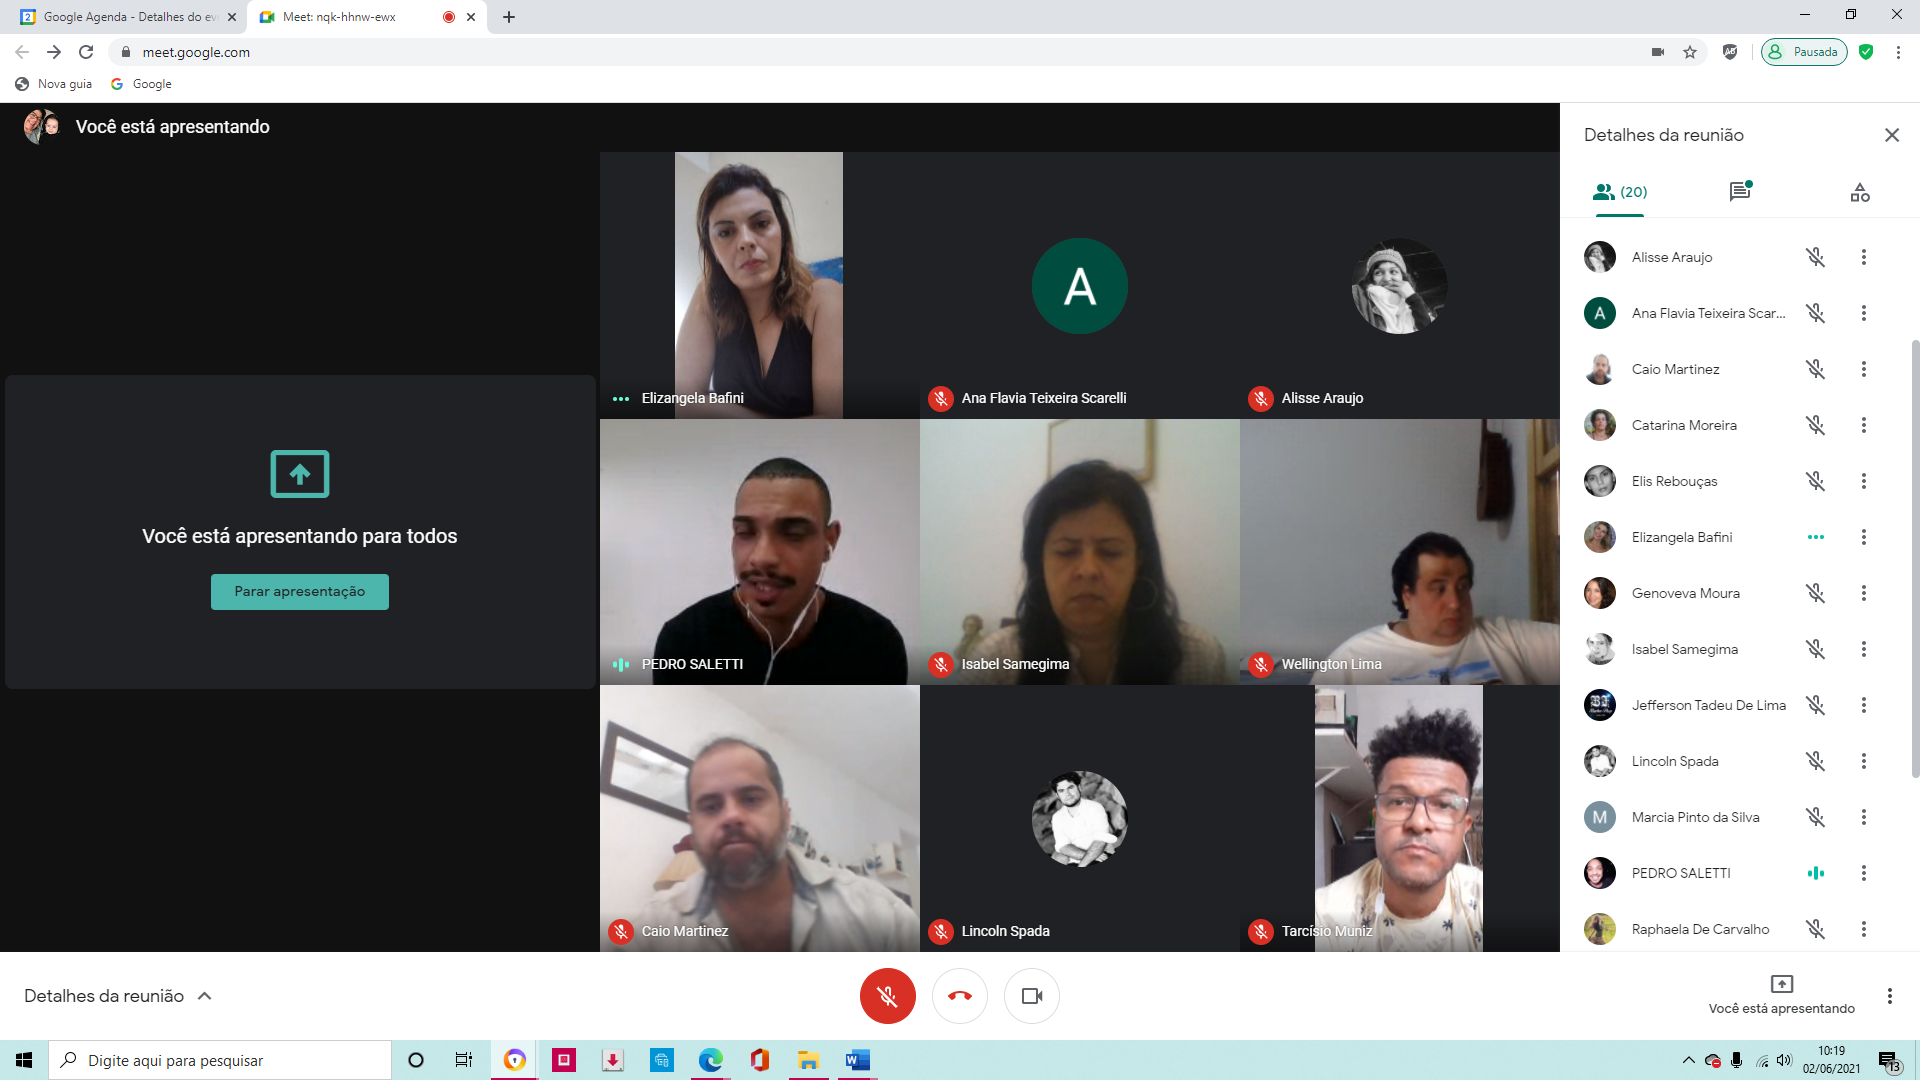 Google Agenda - Detalhes do ev
Meet: nqk-hhnw-ewx
meet.google.com
Pausada
Nova guia
Google
Você está apresentando
Você está apresentando para todos
Parar apresentação
Elizangela Bafini
A
Ana Flavia Teixeira Scarelli
Alisse Araujo
PEDRO SALETTI
Isabel Samegima
Wellington Lima
Caio Martinez
Lincoln Spada
Tarcísio Muniz
Detalhes da reunião
(20)
Alisse Araujo
A Ana Flavia Teixeira Scar...
Caio Martinez
Catarina Moreira
Elis Rebouças
Elizangela Bafini
Genoveva Moura
Isabel Samegima
Jefferson Tadeu De Lima
Lincoln Spada
M Marcia Pinto da Silva
PEDRO SALETTI
Raphaela De Carvalho
Detalhes da reunião
Você está apresentando
Digite aqui para pesquisar
10:19
02/06/2021
13